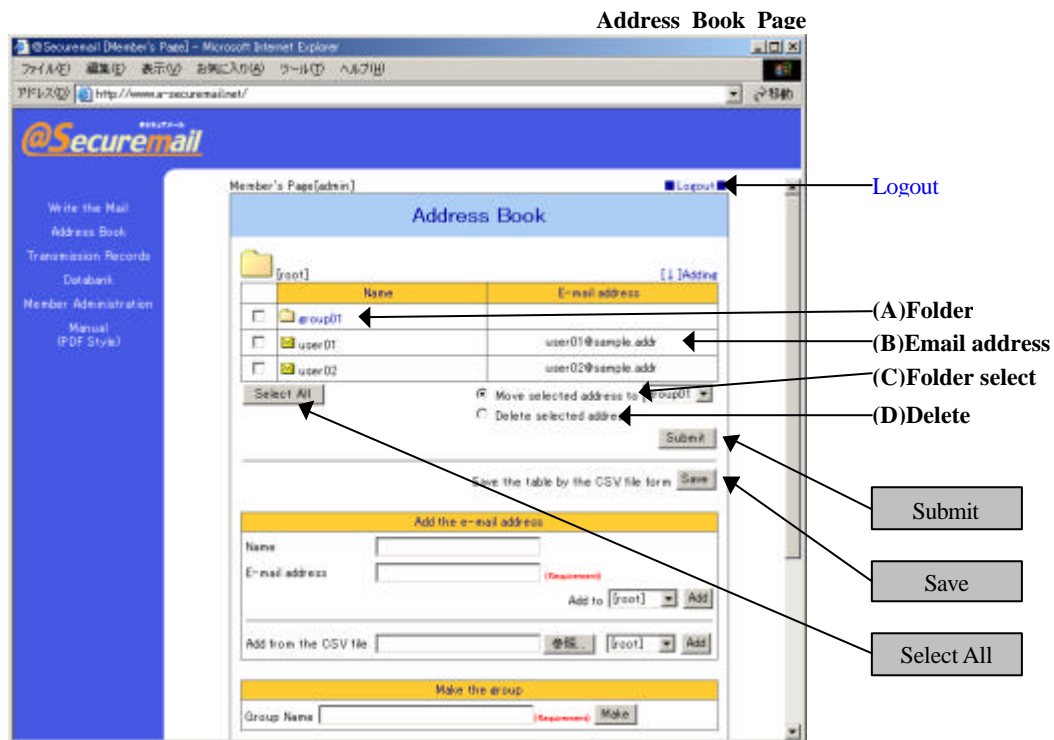 Address Book Page
@Securemail [Member's Page] - Microsoft Internet Explorer
ファイル(F) 編集(E) 表示(V) お気に入り(A) ツール(T) ヘルプ(H)
アドレス(D) http://www.a-securemail.net/ 移動
@Securemail
Member's Page[admin] ■Logout■ Logout
Address Book
Write the Mail
Address Book
Transmission Records
Databank
Member Administration
Manual
(PDF Style)
[root] [↓]Adding
Name E-mail address
group01 (A)Folder
user01 user01@sample.addr (B)Email address
user02 user02@sample.addr (C)Folder select
Select All Move selected address to group01
Delete selected address (D)Delete
Submit
Save the table by the CSV file form Save
Submit
Add the e-mail address
Name
E-mail address (Requirement)
Save
Add to [root] Add
Add from the CSV file 参照... [root] Add
Select All
Make the group
Group Name (Requirement) Make